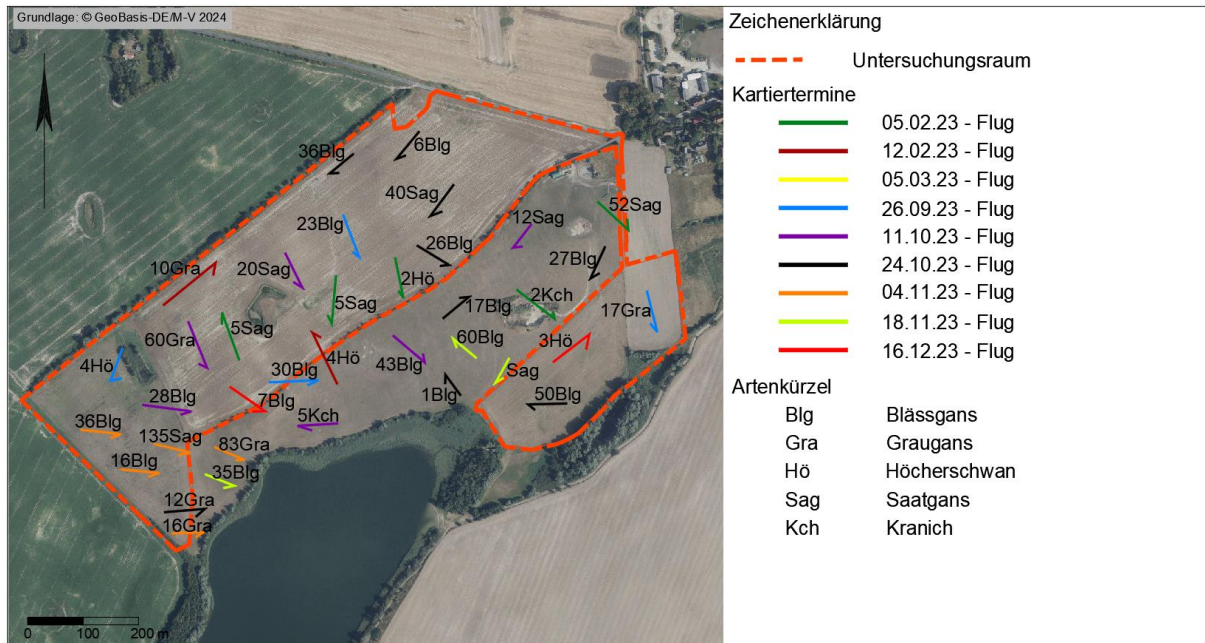 Grundlage: © GeoBasis-DE/M-V 2024
36Blg
6Blg
40Sag
23Blg
12Sag
52Sag
26Blg
27Blg
10Gra
20Sag
2Hö
5Sag
17Blg
2Kch
17Gra
60Gra
5Sag
4Hö
30Blg
4Hö
43Blg
60Blg
3Hö
Sag
28Blg
7Blg
1Blg
50Blg
36Blg
5Kch
135Sag
83Gra
16Blg
35Blg
12Gra
16Gra
0 100 200 m
Zeichenerklärung
Untersuchungsraum
Kartiertermine
05.02.23 - Flug
12.02.23 - Flug
05.03.23 - Flug
26.09.23 - Flug
11.10.23 - Flug
24.10.23 - Flug
04.11.23 - Flug
18.11.23 - Flug
16.12.23 - Flug
Artenkürzel
Blg Blässgans
Gra Graugans
Hö Höcherschwan
Sag Saatgans
Kch Kranich